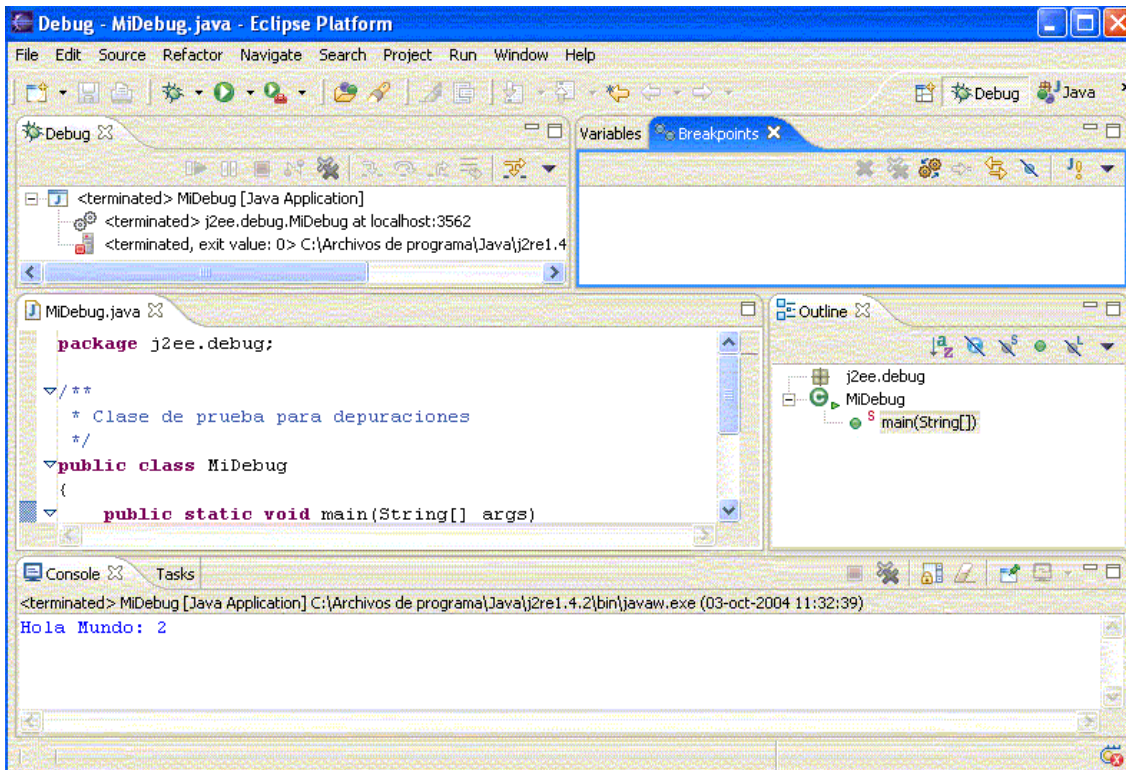 Debug - MiDebug.java - Eclipse Platform
File Edit Source Refactor Navigate Search Project Run Window Help
Debug Java
Debug
Variables Breakpoints
<terminated> MiDebug [Java Application]
<terminated> j2ee.debug.MiDebug at localhost:3562
<terminated, exit value: 0> C:\Archivos de programa\Java\j2re1.4
MiDebug.java
package j2ee.debug;
/**
* Clase de prueba para depuraciones
*/
public class MiDebug
{
public static void main(String[] args)
Outline
j2ee.debug
MiDebug
main(String[])
Console Tasks
<terminated> MiDebug [Java Application] C:\Archivos de programa\Java\j2re1.4.2\bin\javaw.exe (03-oct-2004 11:32:39)
Hola Mundo: 2